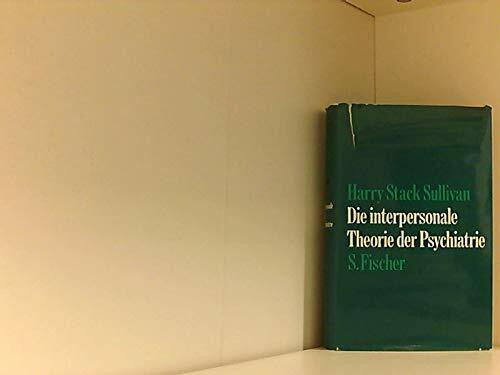 Harry Stack Sullivan
Die interpersonale
Theorie der Psychiatrie
S. Fischer